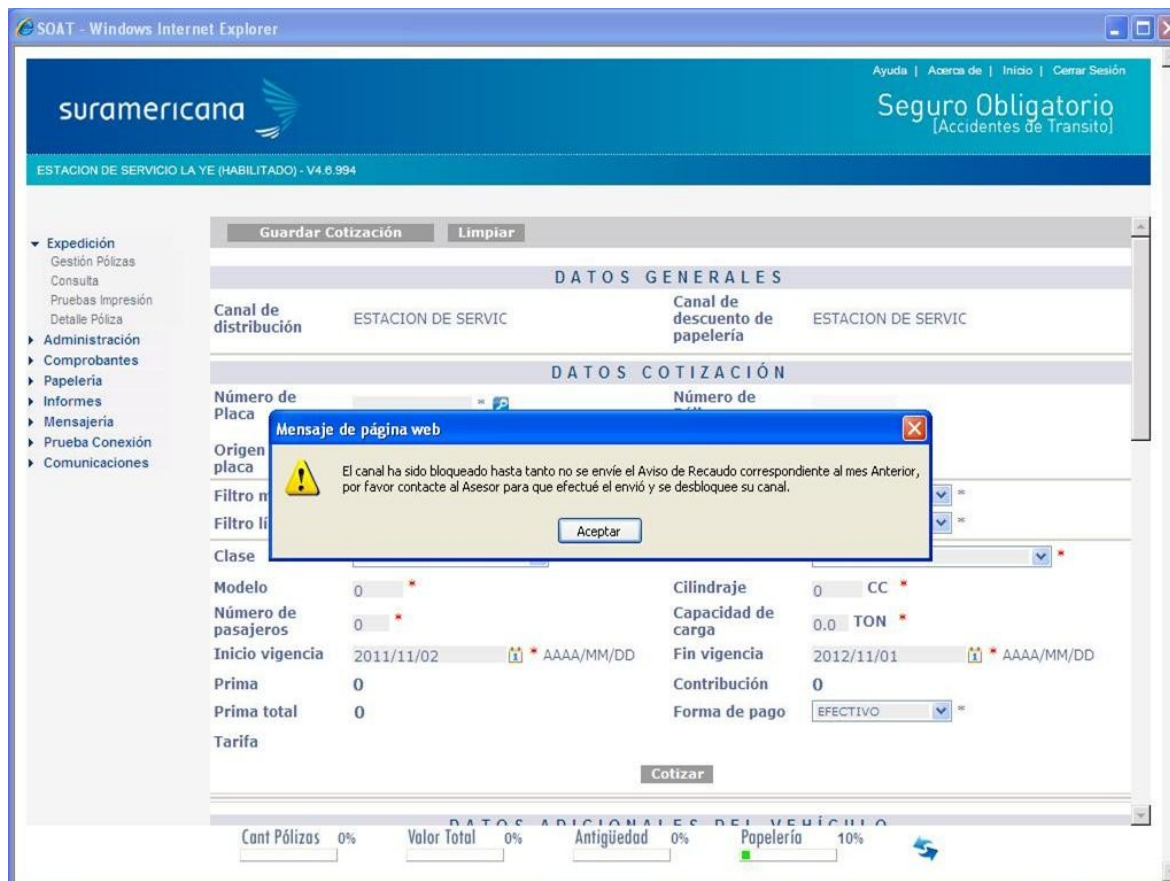 SOAT - Windows Internet Explorer
Ayuda | Acerca de | Inicio | Cerrar Sesión
suramericana
Seguro Obligatorio
[Accidentes de Transito]
ESTACION DE SERVICIO LA YE (HABILITADO) - V4.6.994
Guardar Cotización Limpiar
Expedición
Gestión Pólizas
Consulta
Pruebas Impresión
Detalle Póliza
Administración
Comprobantes
Papelería
Informes
Mensajería
Prueba Conexión
Comunicaciones
DATOS GENERALES
Canal de distribución ESTACION DE SERVIC
Canal de descuento de papelería ESTACION DE SERVIC
DATOS COTIZACIÓN
Número de Placa *
Número de
Origen placa
Filtro
*
Filtro
*
Mensaje de página web
El canal ha sido bloqueado hasta tanto no se envíe el Aviso de Recaudo correspondiente al mes Anterior,
por favor contacte al Asesor para que efectué el envió y se desbloquee su canal.
Aceptar
Clase
*
Modelo 0 * Cilindraje 0 CC *
Número de pasajeros 0 * Capacidad de carga 0.0 TON *
Inicio vigencia 2011/11/02 * AAAA/MM/DD Fin vigencia 2012/11/01 * AAAA/MM/DD
Prima 0 Contribución 0
Prima total 0 Forma de pago EFECTIVO *
Tarifa
Cotizar
DATOS ADICIONALES DEL VEHÍCULO
Cant Pólizas 0% Valor Total 0% Antigüedad 0% Papelería 10%